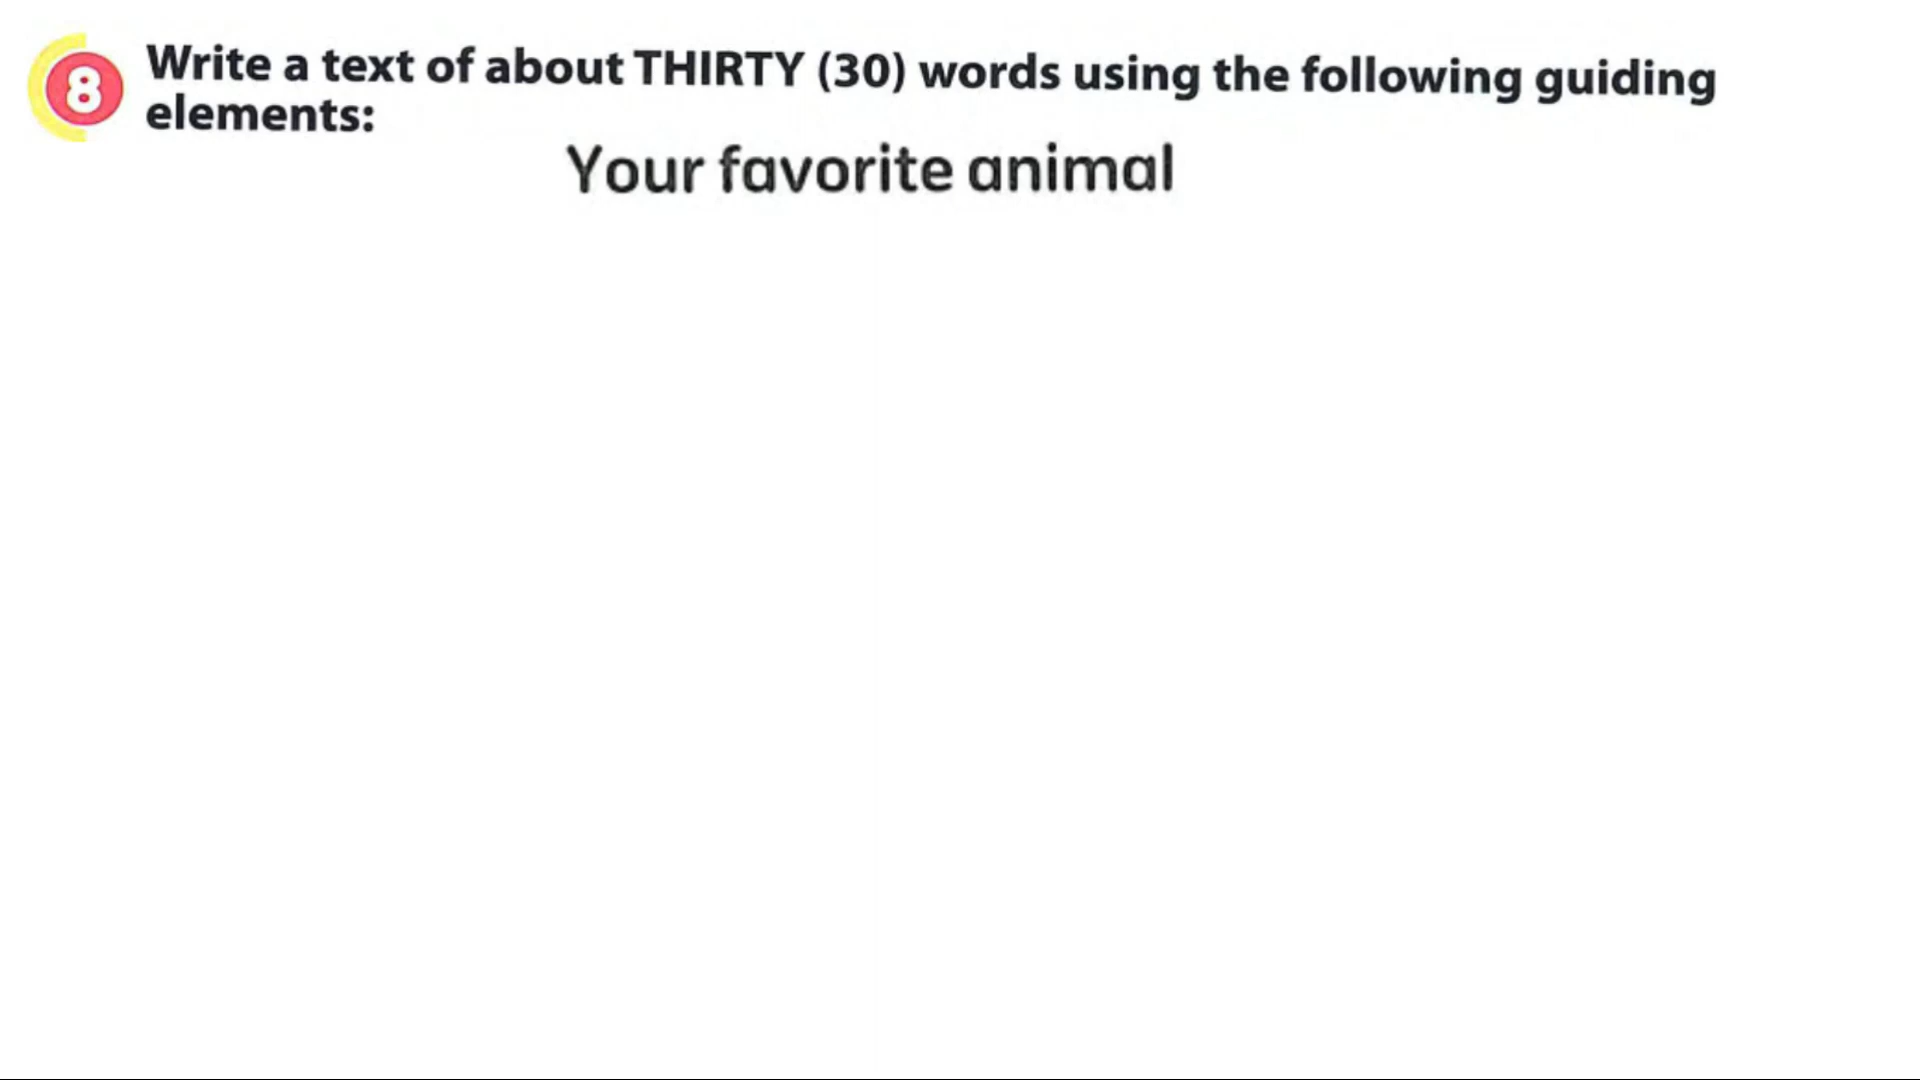 8 Write a text of about THIRTY (30) words using the following guiding
elements:
Your favorite animal